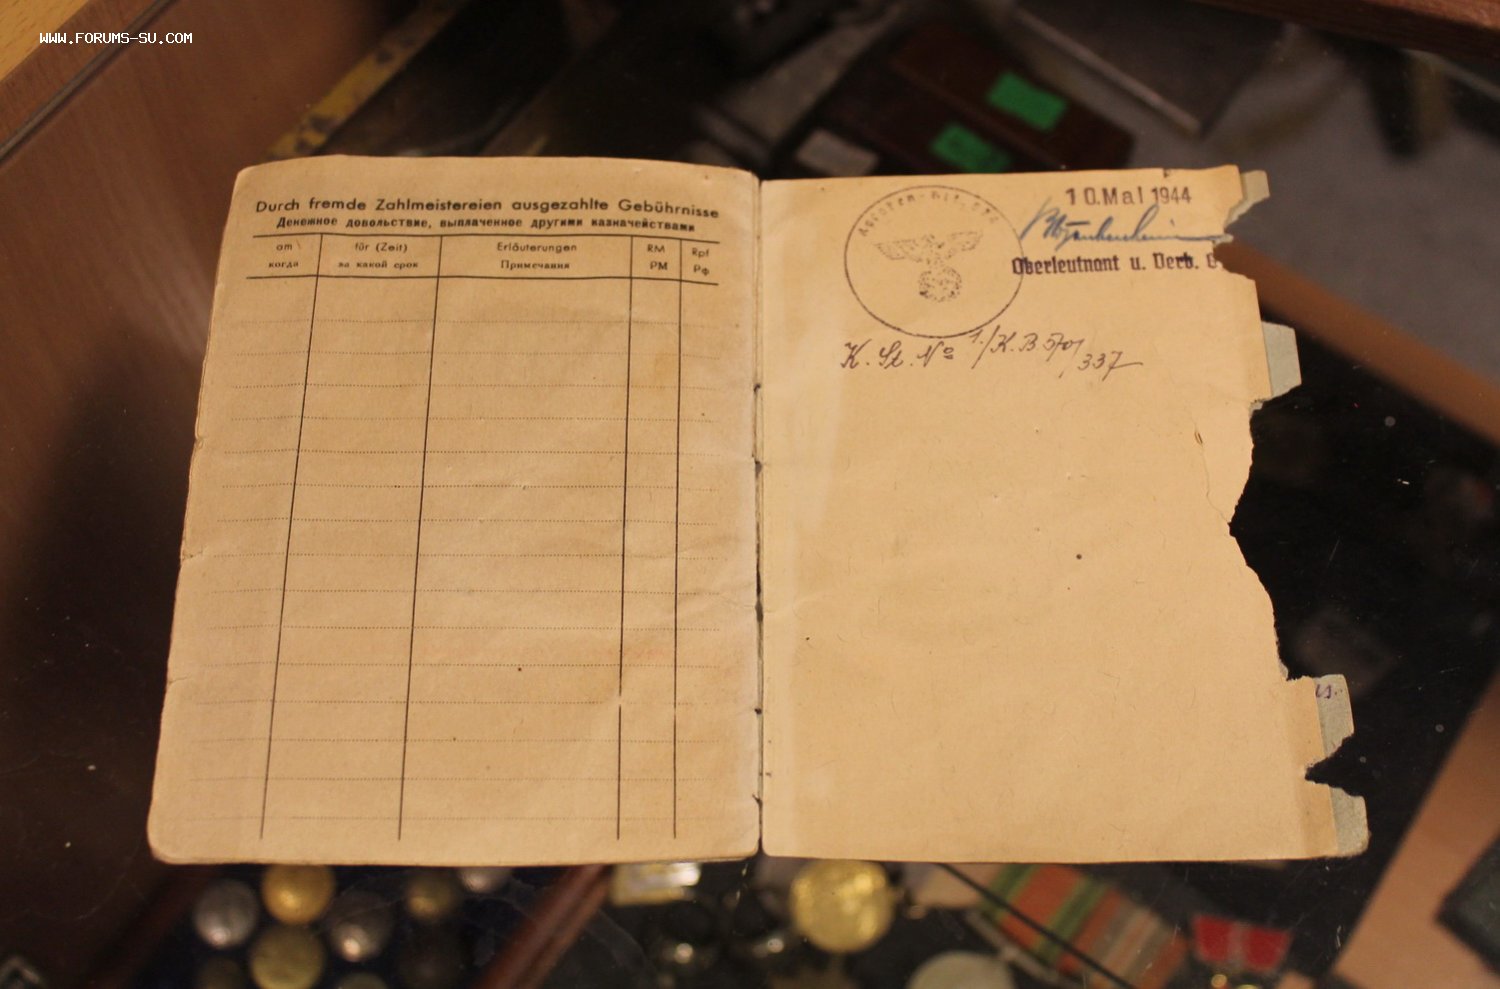 WWW.FORUMS-SU.COM
Durch fremde Zahlmeistereien ausgezahlte Gebührnisse
Денежное довольствие, выплаченное другими казначействами
am für (Zeit) Erläuterungen RM Rpf
когда за какой срок Примечания РМ Рф
10.Mai 1944
Oberleutnant u. Verb.
K. St. No 1./K.B 570/337